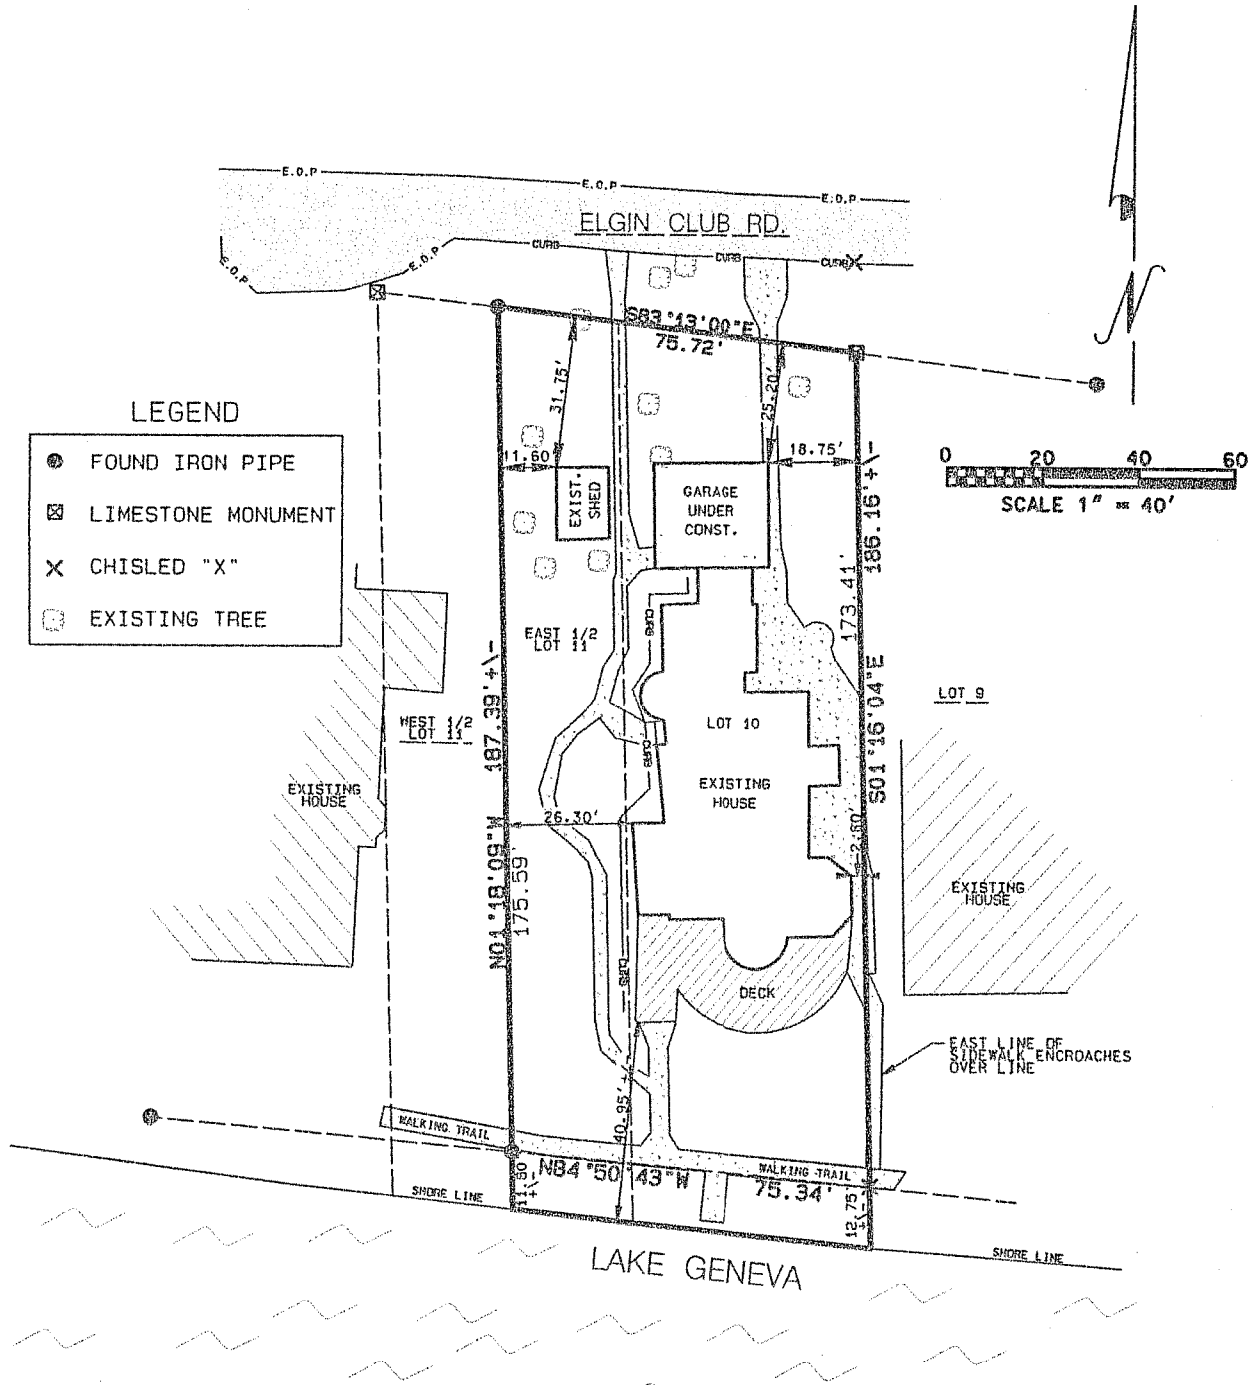 E.O.P
E.O.P
E.O.P
ELGIN CLUB RD.
CURB
CURB
CURB
E.O.P
E.O.P
N
S83°13'00"E
75.72'
31.75'
25.20'
LEGEND
FOUND IRON PIPE
LIMESTONE MONUMENT
CHISLED "X"
EXISTING TREE
11.60
18.75'
EXIST.
SHED
GARAGE
UNDER
CONST.
0 20 40 60
SCALE 1" = 40'
186.16'+\-
173.41'
S01°16'04"E
EAST 1/2
LOT 11
CURB
187.39'+\-
WEST 1/2
LOT 11
LOT 10
LOT 9
CURB
EXISTING
HOUSE
EXISTING
HOUSE
26.30'
2.80'
N01°18'09"W
175.59'
EXISTING
HOUSE
CURB
DECK
EAST LINE OF
SIDEWALK ENCROACHES
OVER LINE
40.95'+\-
WALKING TRAIL
WALKING TRAIL
N84°50'43"W
75.34'
11.80'
+\-
12.75'
+\-
SHORE LINE
SHORE LINE
LAKE GENEVA